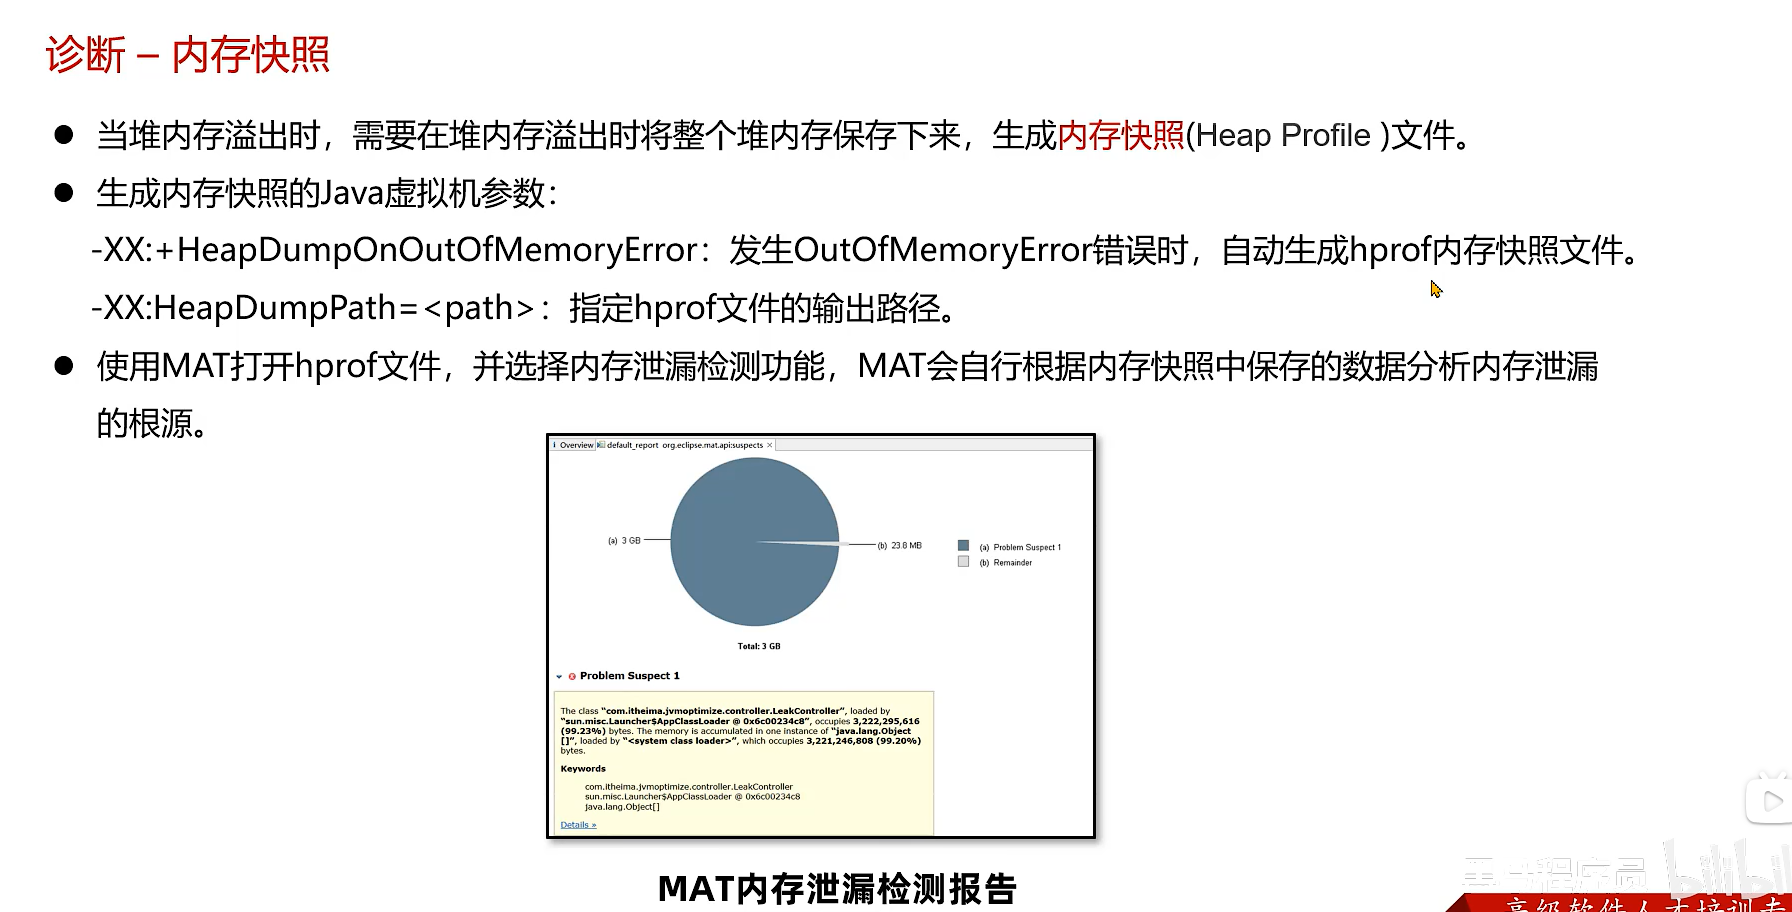 诊断 – 内存快照
● 当堆内存溢出时，需要在堆内存溢出时将整个堆内存保存下来，生成内存快照(Heap Profile )文件。
● 生成内存快照的Java虚拟机参数：
-XX:+HeapDumpOnOutOfMemoryError：发生OutOfMemoryError错误时，自动生成hprof内存快照文件。
-XX:HeapDumpPath=<path>：指定hprof文件的输出路径。
● 使用MAT打开hprof文件，并选择内存泄漏检测功能，MAT会自行根据内存快照中保存的数据分析内存泄漏
的根源。
Overview default_report org.eclipse.mat.api:suspects
(a) 3 GB
(b) 23.8 MB
(a) Problem Suspect 1
(b) Remainder
Total: 3 GB
Problem Suspect 1
The class "com.itheima.jvmoptimize.controller.LeakController", loaded by
"sun.misc.Launcher$AppClassLoader @ 0x6c00234c8", occupies 3,222,295,616
(99.23%) bytes. The memory is accumulated in one instance of "java.lang.Object
[]", loaded by "<system class loader>", which occupies 3,221,246,808 (99.20%)
bytes.
Keywords
com.itheima.jvmoptimize.controller.LeakController
sun.misc.Launcher$AppClassLoader @ 0x6c00234c8
java.lang.Object[]
Details »
MAT内存泄漏检测报告
程序员
bilibili
高级软件人才培训专